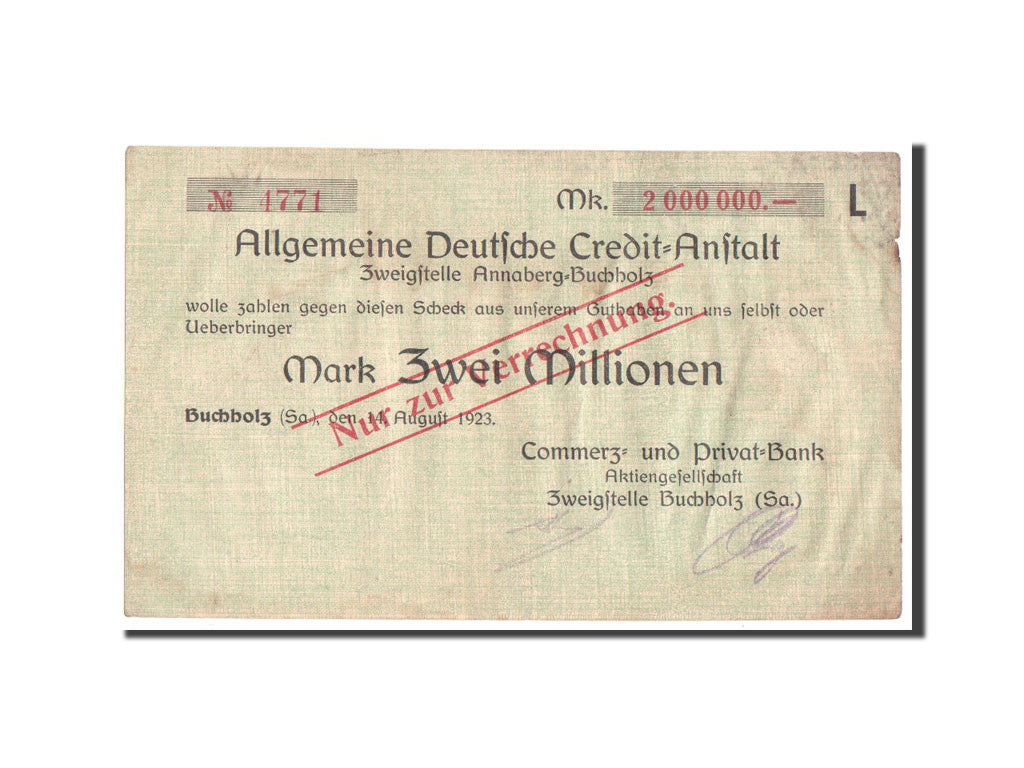 № 4771 Mk. 2 000 000.— L
Allgemeine Deutſche Credit=Anſtalt
Zweigſtelle Annaberg=Buchholz
wolle zahlen gegen dieſen Scheck aus unſerem Guthaben an uns ſelbſt oder
Ueberbringer
Mark Zwei Millionen
Nur zur Verrechnung.
Buchholz (Sa.), den 14. Auguſt 1923.
Commerz= und Privat=Bank
Aktiengeſellſchaft
Zweigſtelle Buchholz (Sa.)